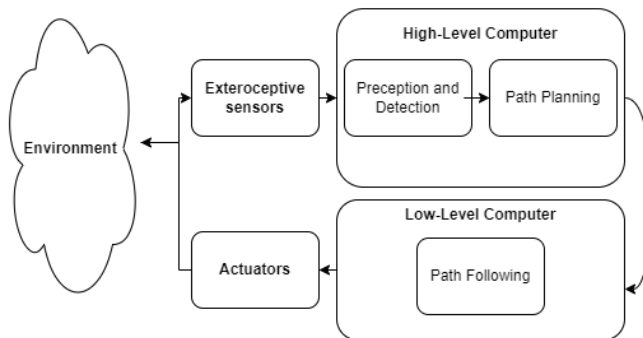 High-Level Computer
Exteroceptive
sensors
Preception and
Detection
Path Planning
Environment
Low-Level Computer
Actuators
Path Following